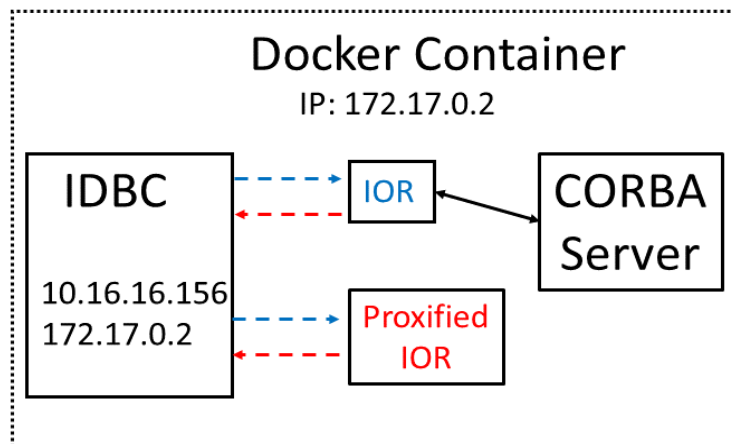 Docker Container
IP: 172.17.0.2
IDBC
10.16.16.156
172.17.0.2
IOR
CORBA
Server
Proxified
IOR